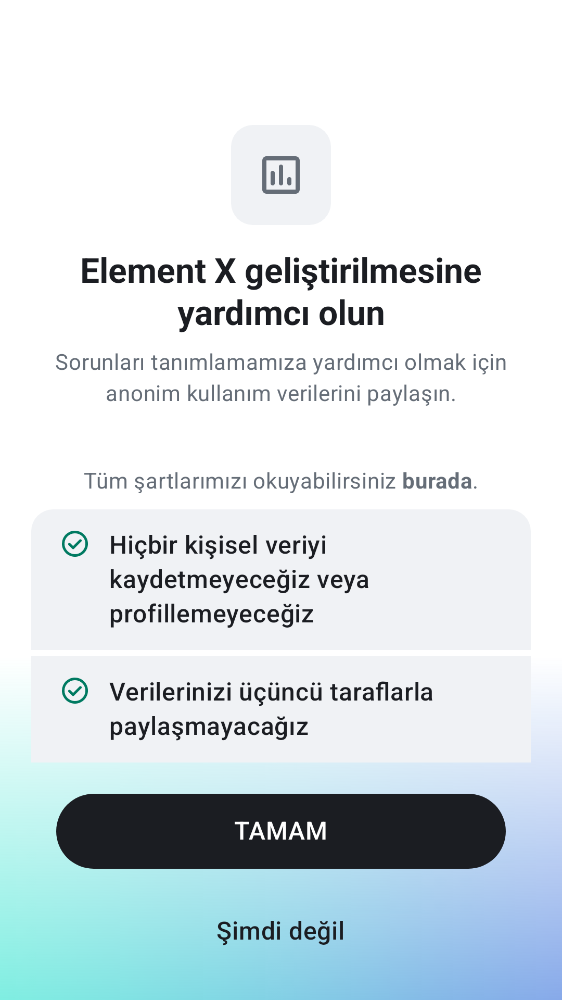 Element X geliştirilmesine
yardımcı olun
Sorunları tanımlamamıza yardımcı olmak için
anonim kullanım verilerini paylaşın.
Tüm şartlarımızı okuyabilirsiniz burada.
Hiçbir kişisel veriyi
kaydetmeyeceğiz veya
profillemeyeceğiz
Verilerinizi üçüncü taraflarla
paylaşmayacağız
TAMAM
Şimdi değil